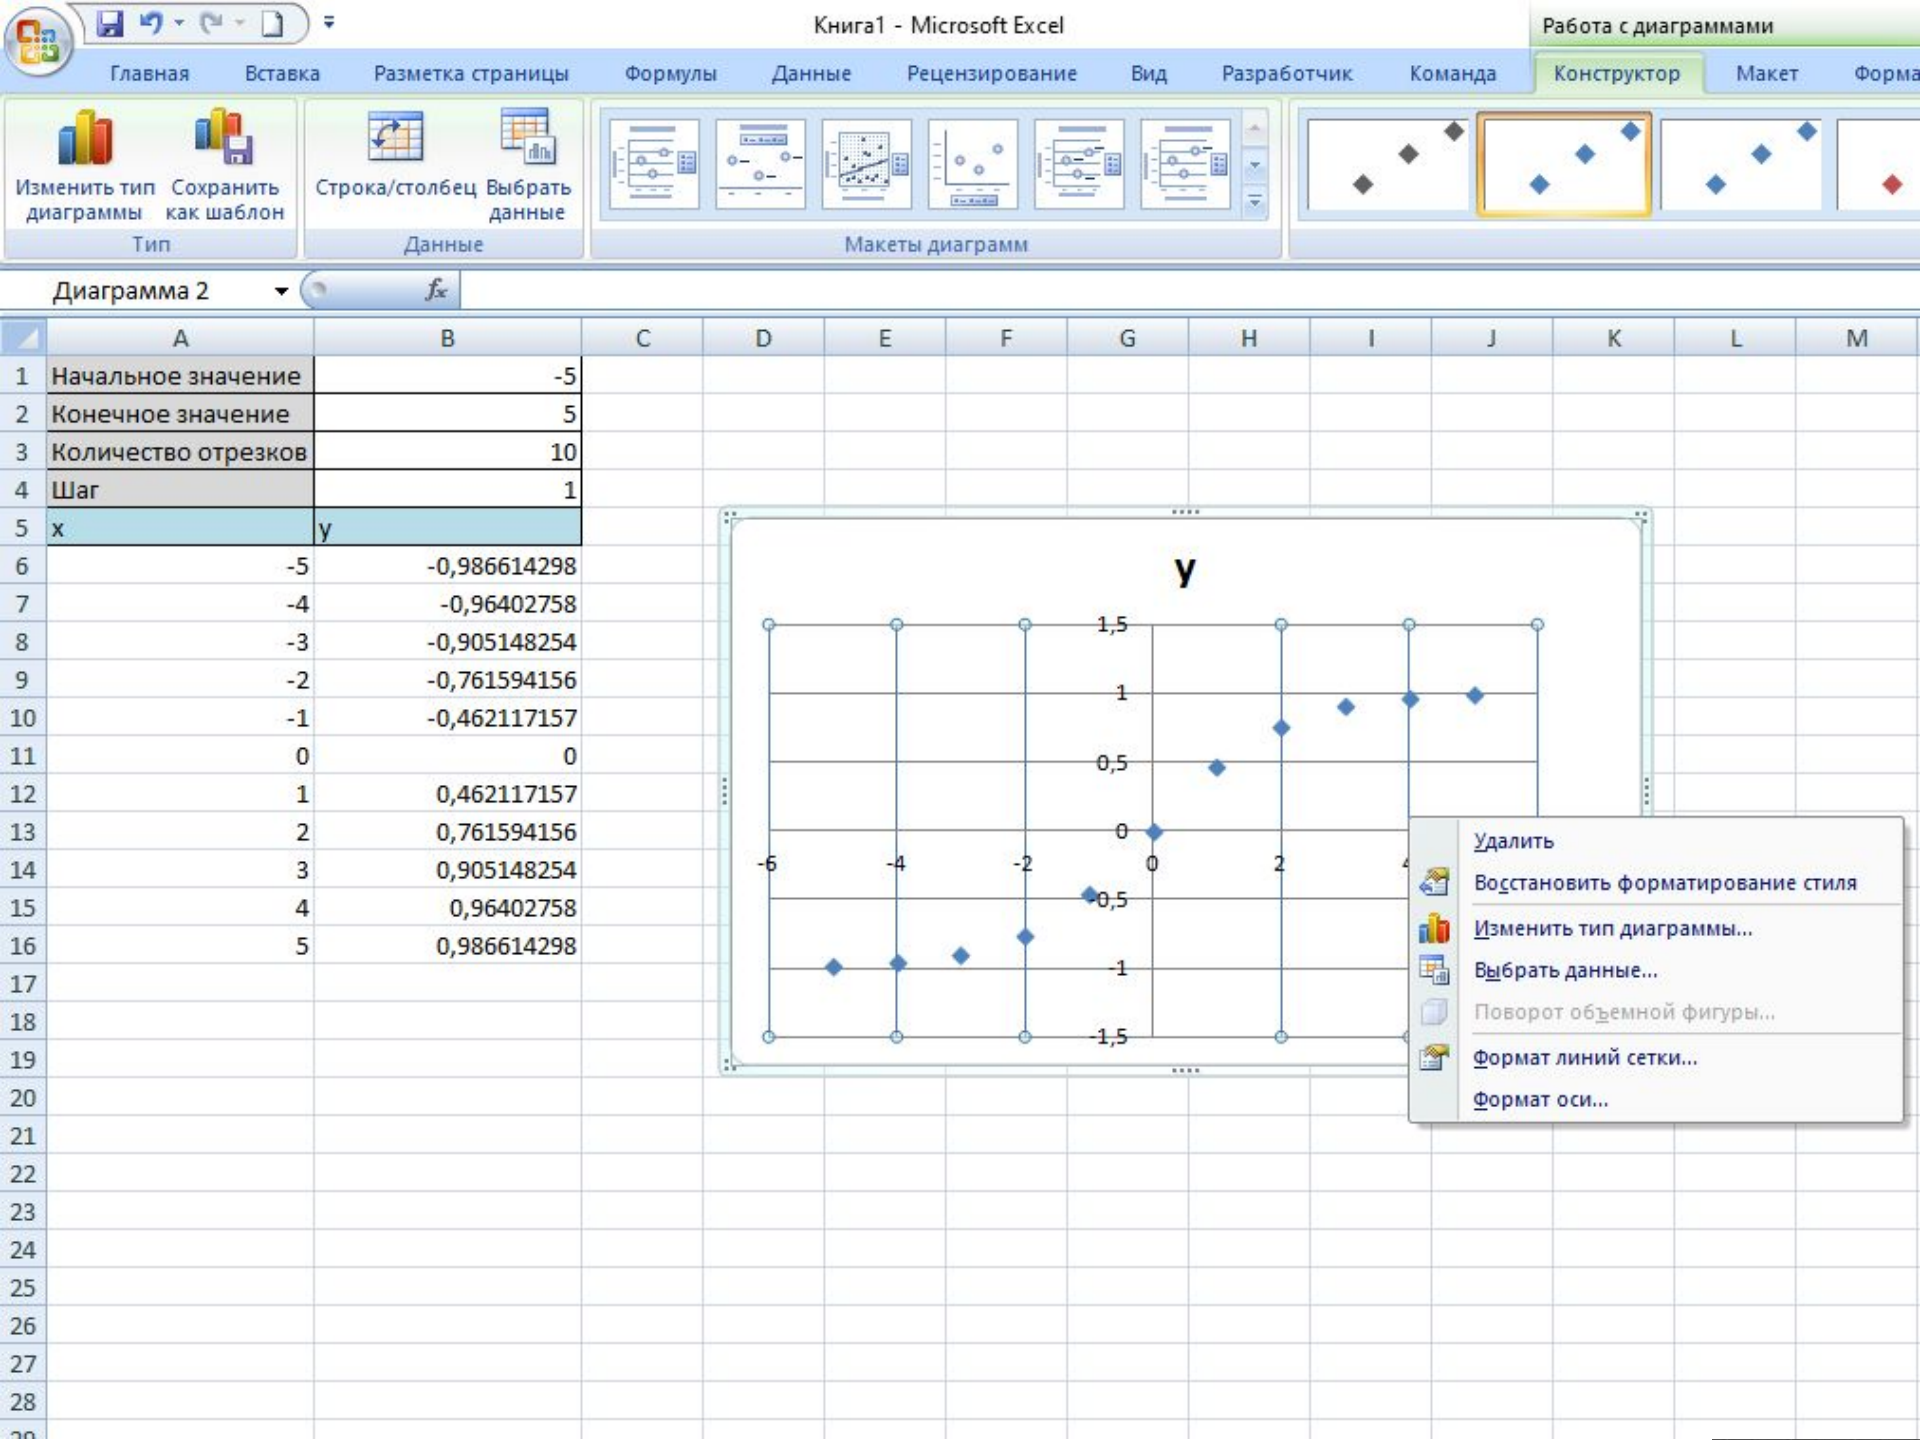 Книга1 - Microsoft Excel
Работа с диаграммами
Главная Вставка Разметка страницы Формулы Данные Рецензирование Вид Разработчик Команда Конструктор Макет Форма
Изменить тип диаграммы
Сохранить как шаблон
Строка/столбец
Выбрать данные
Тип Данные Макеты диаграмм
Диаграмма 2 fx
A B C D E F G H I J K L M
1 Начальное значение -5
2 Конечное значение 5
3 Количество отрезков 10
4 Шаг 1
5 x y
6 -5 -0,986614298
7 -4 -0,96402758
8 -3 -0,905148254
9 -2 -0,761594156
10 -1 -0,462117157
11 0 0
12 1 0,462117157
13 2 0,761594156
14 3 0,905148254
15 4 0,96402758
16 5 0,986614298
17
18
19
20
21
22
23
24
25
26
27
28
29
y
1,5
1
0,5
0
-6 -4 -2 0 2 4
-0,5
-1
-1,5
Удалить
Восстановить форматирование стиля
Изменить тип диаграммы...
Выбрать данные...
Поворот объемной фигуры...
Формат линий сетки...
Формат оси...